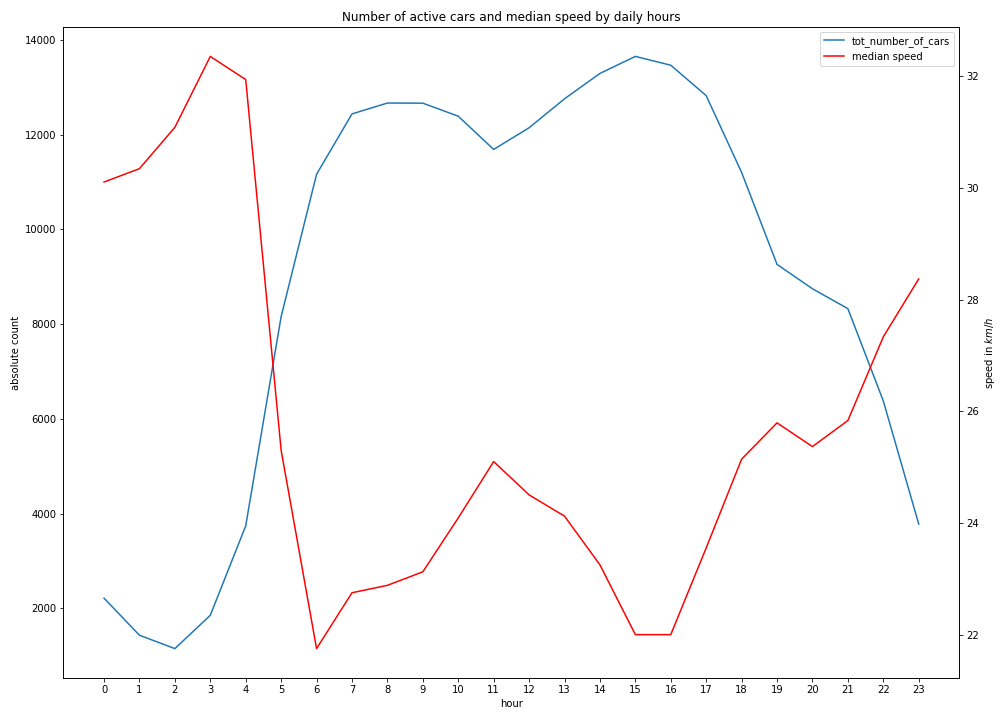 Number of active cars and median speed by daily hours
tot_number_of_cars
median speed
absolute count
14000
12000
10000
8000
6000
4000
2000
speed in km/h
32
30
28
26
24
22
0 1 2 3 4 5 6 7 8 9 10 11 12 13 14 15 16 17 18 19 20 21 22 23
hour